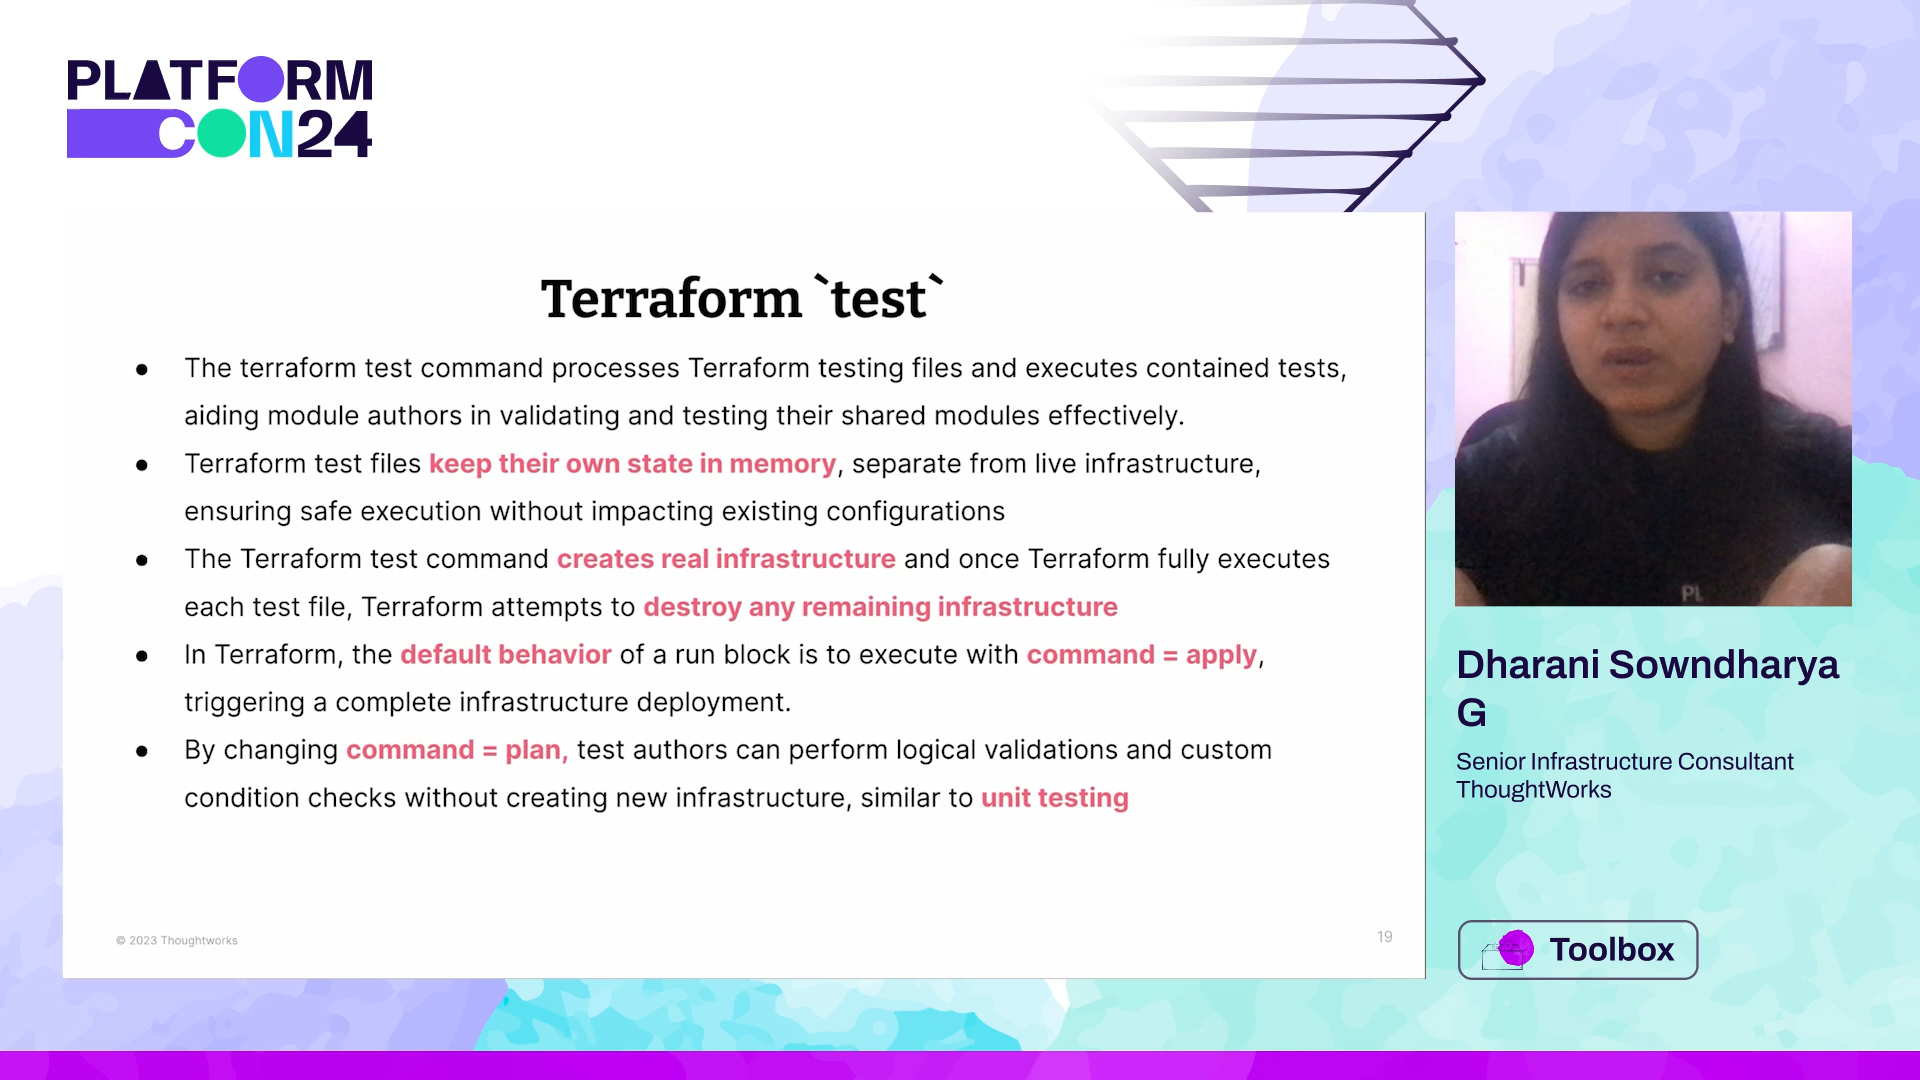 PLATFORM
CON24
Terraform `test`
● The terraform test command processes Terraform testing files and executes contained tests,
aiding module authors in validating and testing their shared modules effectively.
● Terraform test files keep their own state in memory, separate from live infrastructure,
ensuring safe execution without impacting existing configurations
● The Terraform test command creates real infrastructure and once Terraform fully executes
each test file, Terraform attempts to destroy any remaining infrastructure
● In Terraform, the default behavior of a run block is to execute with command = apply,
triggering a complete infrastructure deployment.
● By changing command = plan, test authors can perform logical validations and custom
condition checks without creating new infrastructure, similar to unit testing
© 2023 Thoughtworks
19
PL
Dharani Sowndharya
G
Senior Infrastructure Consultant
ThoughtWorks
Toolbox